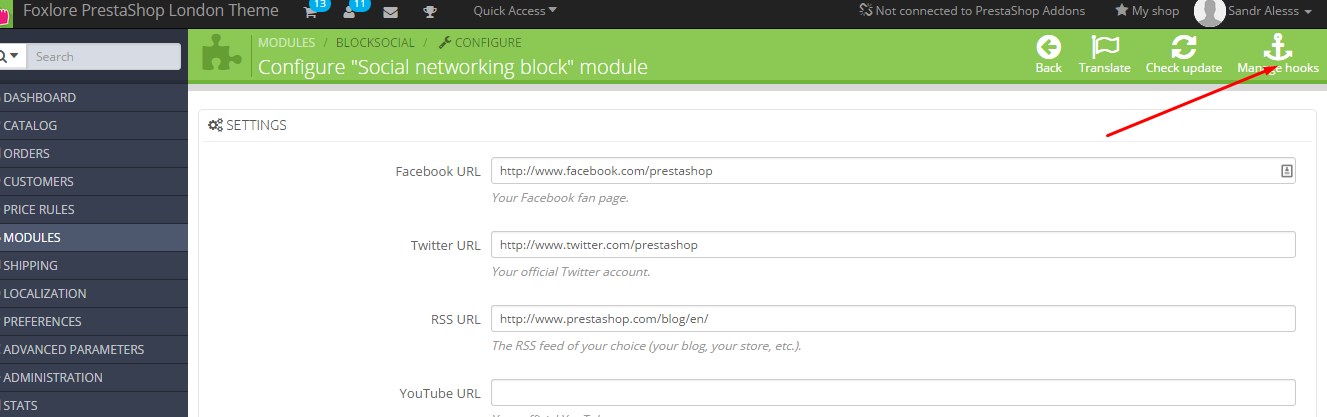 Foxlore PrestaShop London Theme 13 11 Quick Access Not connected to PrestaShop Addons My shop Sandr Alesss
MODULES / BLOCKSOCIAL / CONFIGURE
Configure "Social networking block" module
Back Translate Check update Manage hooks
Search
DASHBOARD
CATALOG
ORDERS
CUSTOMERS
PRICE RULES
MODULES
SHIPPING
LOCALIZATION
PREFERENCES
ADVANCED PARAMETERS
ADMINISTRATION
STATS
SETTINGS
Facebook URL http://www.facebook.com/prestashop
Your Facebook fan page.
Twitter URL http://www.twitter.com/prestashop
Your official Twitter account.
RSS URL http://www.prestashop.com/blog/en/
The RSS feed of your choice (your blog, your store, etc.).
YouTube URL